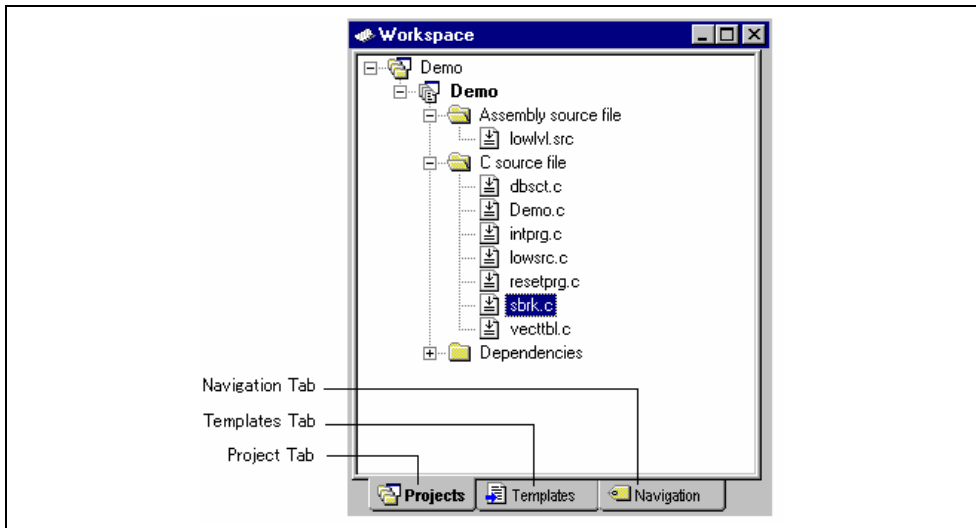 Workspace
Demo
Demo
Assembly source file
lowlvl.src
C source file
dbsct.c
Demo.c
intprg.c
lowsrc.c
resetprg.c
sbrk.c
vecttbl.c
Dependencies
Navigation Tab
Templates Tab
Project Tab
Projects Templates Navigation